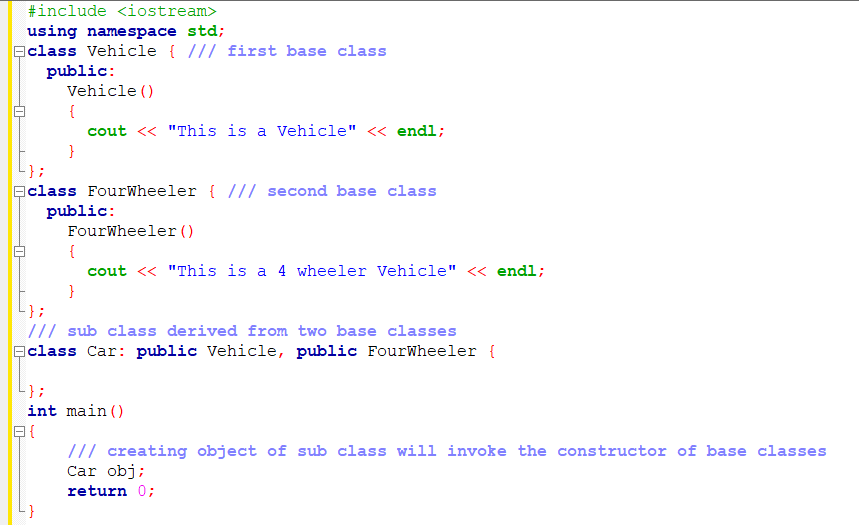 #include <iostream>
using namespace std;
class Vehicle { /// first base class
  public:
    Vehicle()
    {
      cout << "This is a Vehicle" << endl;
    }
};
class FourWheeler { /// second base class
  public:
    FourWheeler()
    {
      cout << "This is a 4 wheeler Vehicle" << endl;
    }
};
/// sub class derived from two base classes
class Car: public Vehicle, public FourWheeler {

};
int main()
{
    /// creating object of sub class will invoke the constructor of base classes
    Car obj;
    return 0;
}